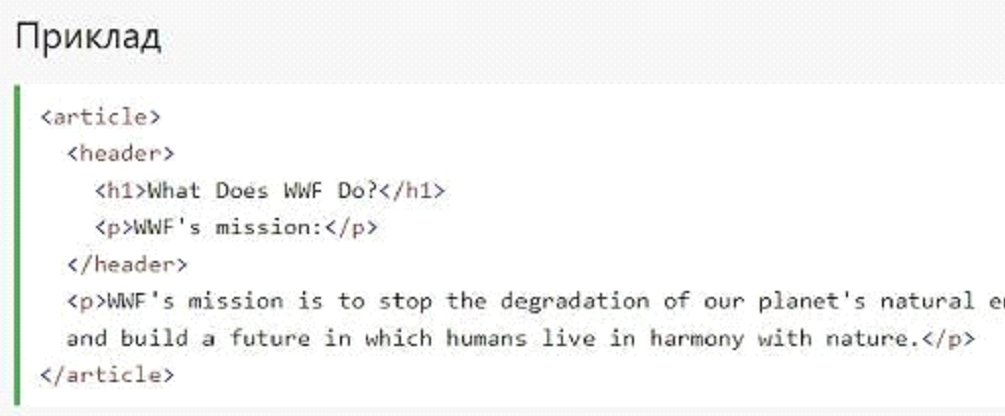 Приклад
<article>
<header>
<h1>What Does WWF Do?</h1>
<p>WWF's mission:</p>
</header>
<p>WWF's mission is to stop the degradation of our planet's natural
and build a future in which humans live in harmony with nature.</p>
</article>